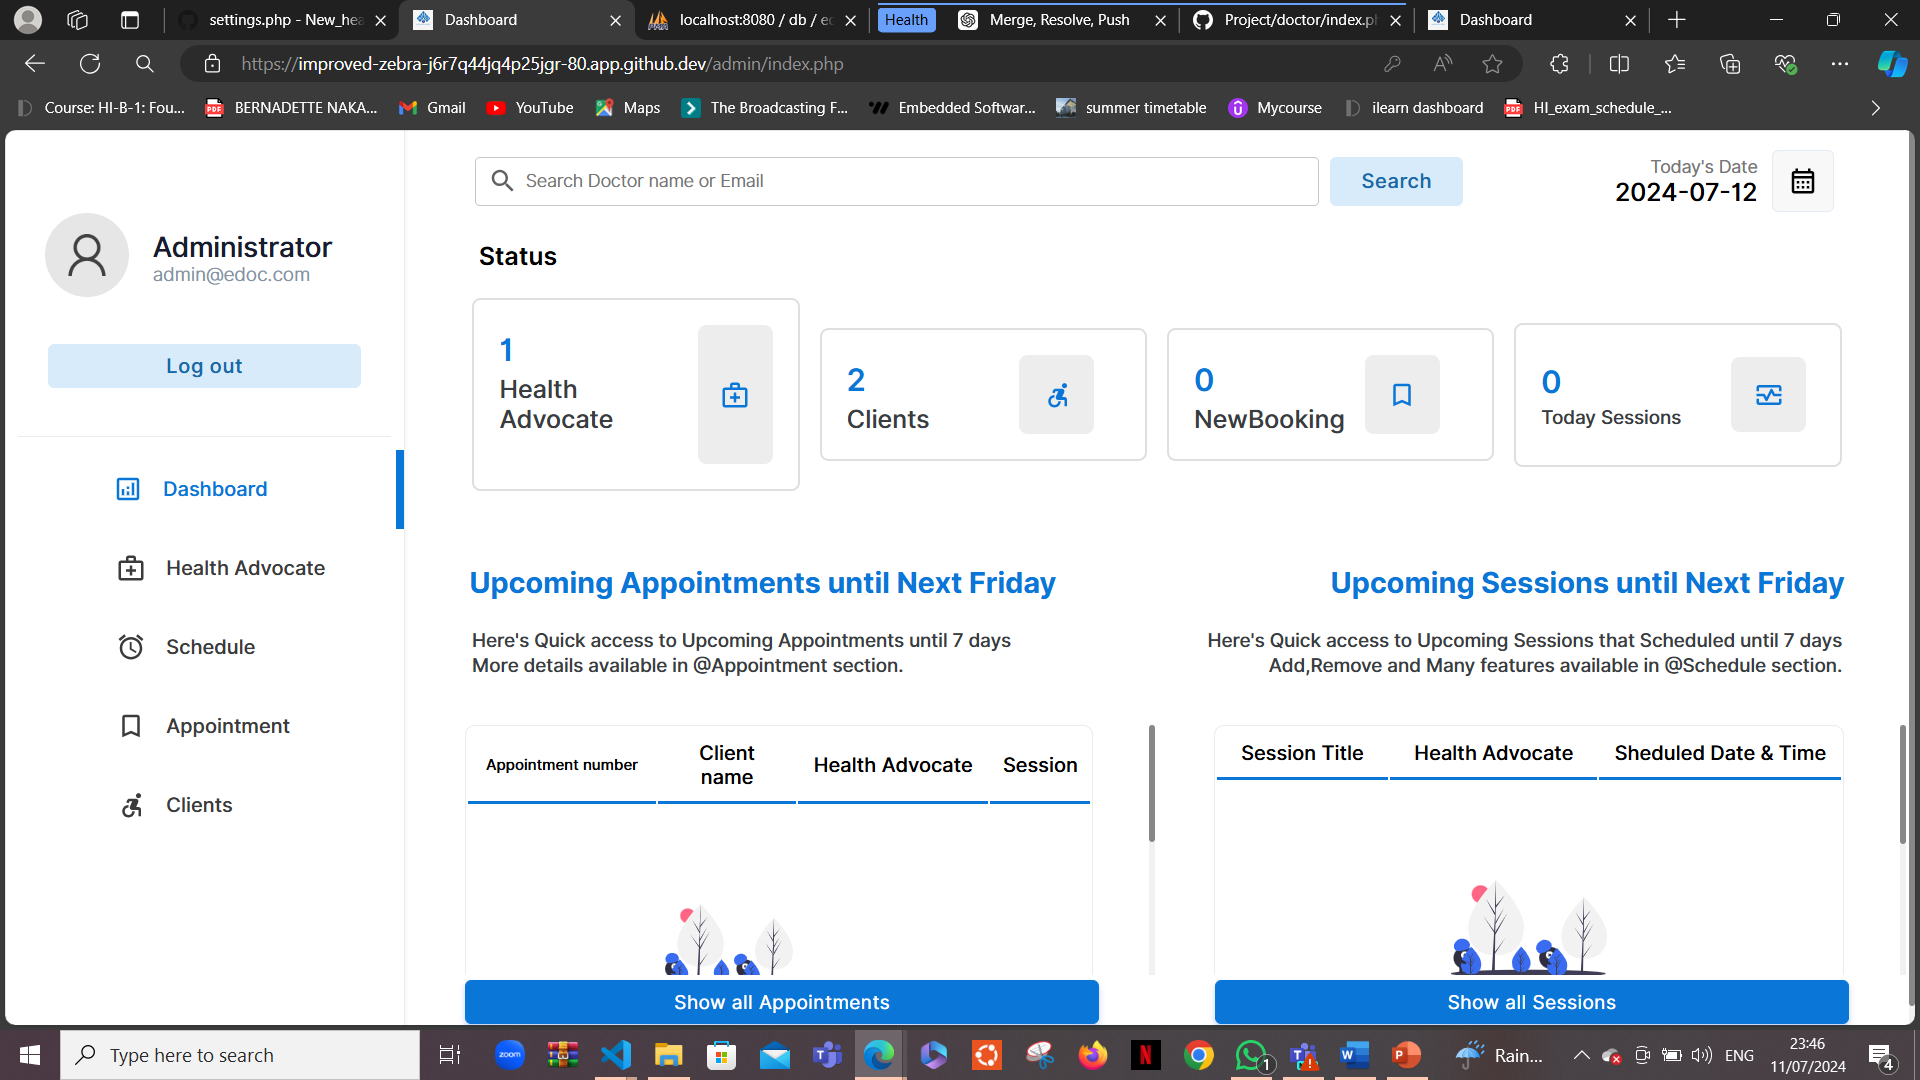 settings.php - New_hea
Dashboard
localhost:8080 / db / ed
Health
Merge, Resolve, Push
Project/doctor/index.ph
Dashboard
https://improved-zebra-j6r7q44jq4p25jgr-80.app.github.dev/admin/index.php
Course: HI-B-1: Fou...
BERNADETTE NAKA...
Gmail
YouTube
Maps
The Broadcasting F...
Embedded Softwar...
summer timetable
Mycourse
ilearn dashboard
HI_exam_schedule_...
Administrator
admin@edoc.com
Log out
Dashboard
Health Advocate
Schedule
Appointment
Clients
Search Doctor name or Email
Search
Today's Date
2024-07-12
Status
1
Health
Advocate
2
Clients
0
NewBooking
0
Today Sessions
Upcoming Appointments until Next Friday
Here's Quick access to Upcoming Appointments until 7 days
More details available in @Appointment section.
Upcoming Sessions until Next Friday
Here's Quick access to Upcoming Sessions that Scheduled until 7 days
Add,Remove and Many features available in @Schedule section.
Appointment number
Client
name
Health Advocate
Session
Session Title
Health Advocate
Sheduled Date & Time
Show all Appointments
Show all Sessions
Type here to search
zoom
1
Rain...
ENG
23:46
11/07/2024
4